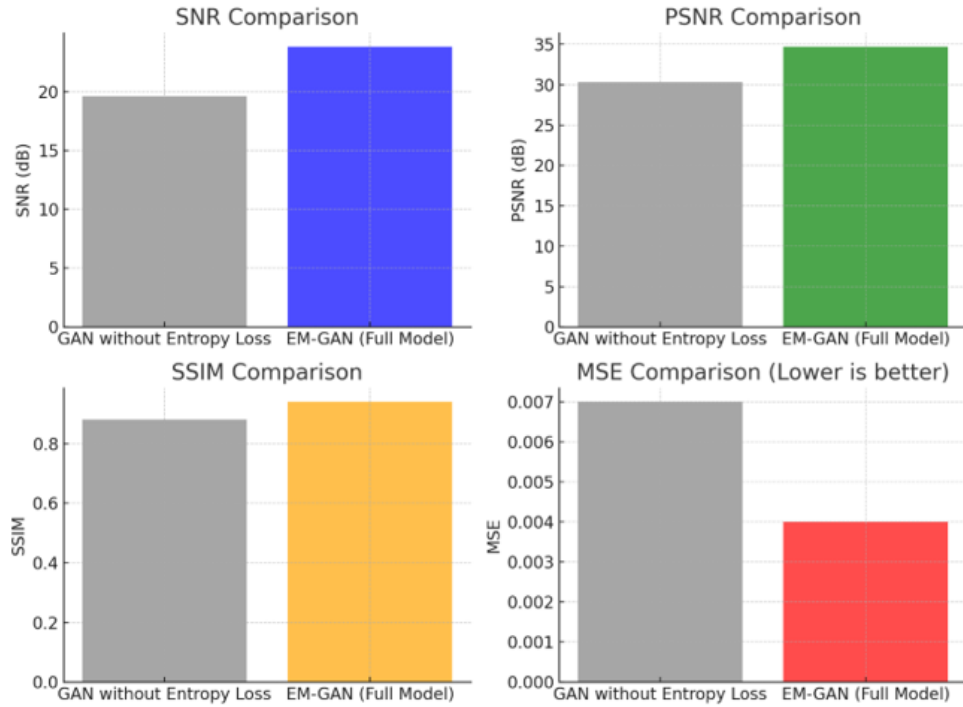 SNR Comparison
SNR (dB)
20
15
10
5
0
GAN without Entropy Loss
EM-GAN (Full Model)
PSNR Comparison
PSNR (dB)
35
30
25
20
15
10
5
0
GAN without Entropy Loss
EM-GAN (Full Model)
SSIM Comparison
SSIM
0.8
0.6
0.4
0.2
0.0
GAN without Entropy Loss
EM-GAN (Full Model)
MSE Comparison (Lower is better)
MSE
0.007
0.006
0.005
0.004
0.003
0.002
0.001
0.000
GAN without Entropy Loss
EM-GAN (Full Model)